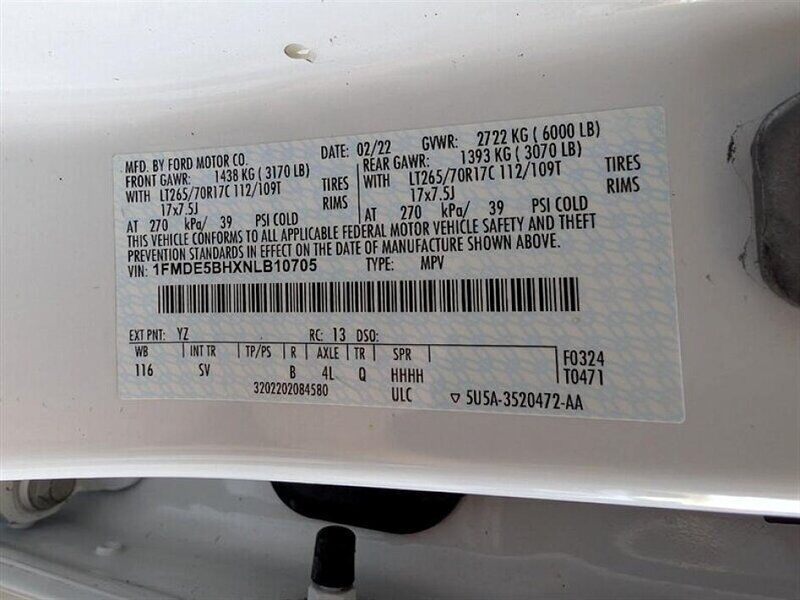 MFD. BY FORD MOTOR CO. DATE: 02/22 GVWR: 2722 KG ( 6000 LB)
FRONT GAWR: 1438 KG ( 3170 LB) REAR GAWR: 1393 KG ( 3070 LB)
WITH LT265/70R17C 112/109T TIRES WITH LT265/70R17C 112/109T TIRES
17x7.5J RIMS 17x7.5J RIMS
AT 270 kPa/ 39 PSI COLD AT 270 kPa/ 39 PSI COLD
THIS VEHICLE CONFORMS TO ALL APPLICABLE FEDERAL MOTOR VEHICLE SAFETY AND THEFT
PREVENTION STANDARDS IN EFFECT ON THE DATE OF MANUFACTURE SHOWN ABOVE.
VIN: 1FMDE5BHXNLB10705 TYPE: MPV
EXT PNT: YZ RC: 13 DSO:
WB INT TR TP/PS R AXLE TR SPR F0324
116 SV B 4L Q HHHH T0471
3202202084580 ULC ▽ 5U5A-3520472-AA